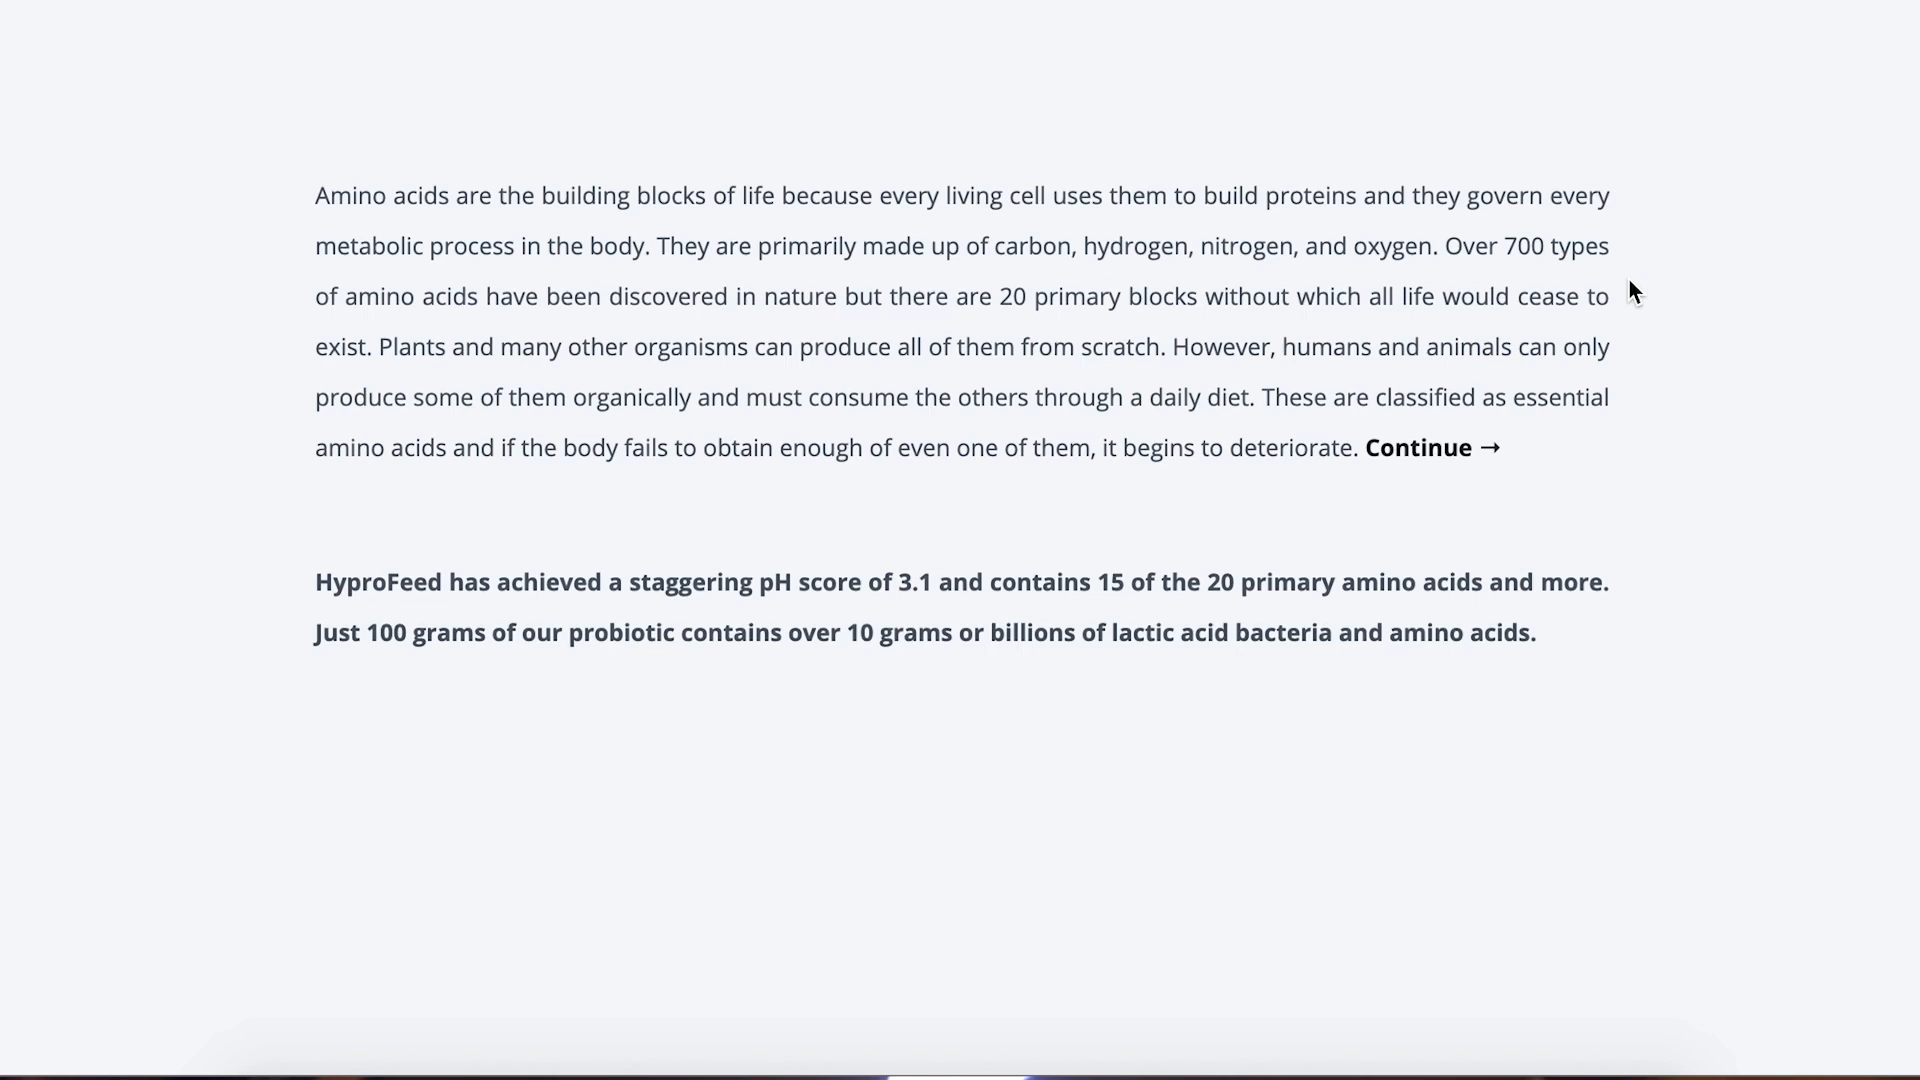 Amino acids are the building blocks of life because every living cell uses them to build proteins and they govern every
metabolic process in the body. They are primarily made up of carbon, hydrogen, nitrogen, and oxygen. Over 700 types
of amino acids have been discovered in nature but there are 20 primary blocks without which all life would cease to
exist. Plants and many other organisms can produce all of them from scratch. However, humans and animals can only
produce some of them organically and must consume the others through a daily diet. These are classified as essential
amino acids and if the body fails to obtain enough of even one of them, it begins to deteriorate. Continue →
HyproFeed has achieved a staggering pH score of 3.1 and contains 15 of the 20 primary amino acids and more.
Just 100 grams of our probiotic contains over 10 grams or billions of lactic acid bacteria and amino acids.